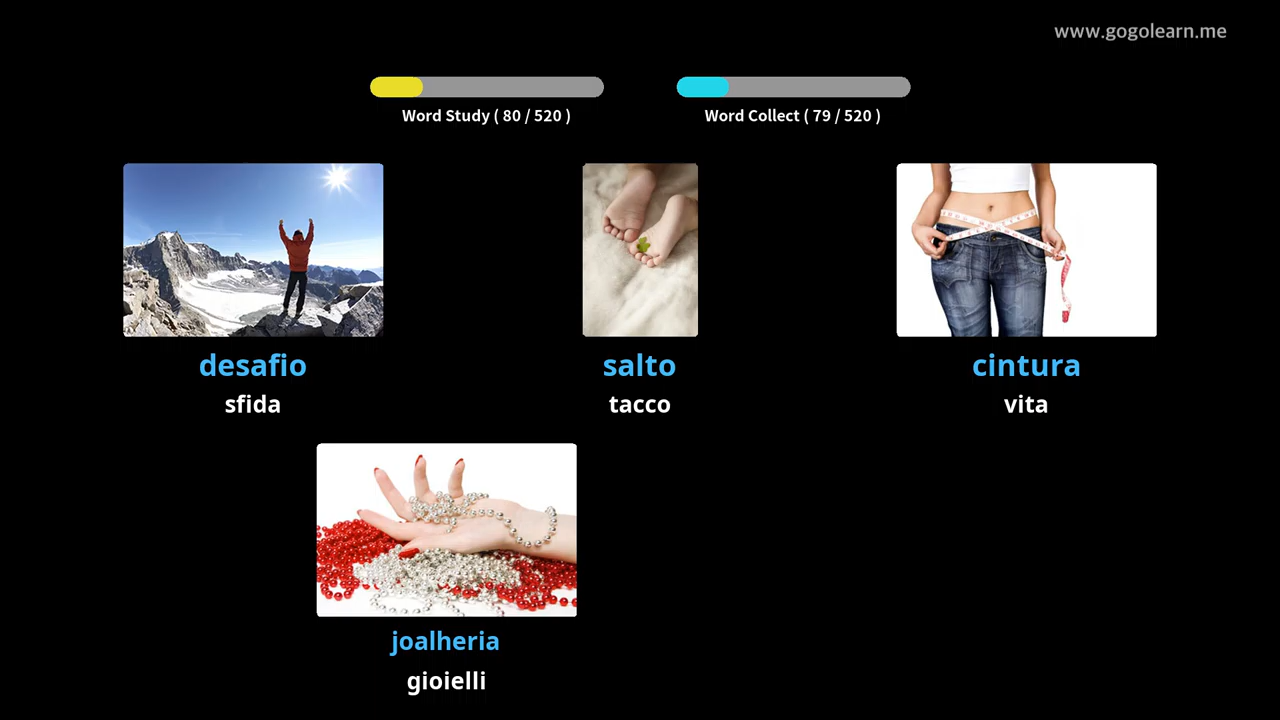 www.gogolearn.me
Word Study ( 80 / 520 )
Word Collect ( 79 / 520 )
desafio
sfida
salto
tacco
cintura
vita
joalheria
gioielli